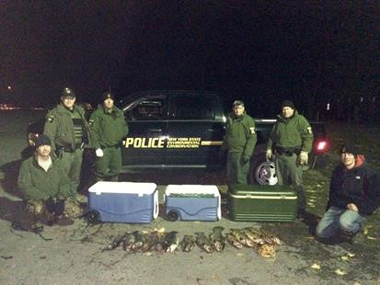 POLICE
NEW YORK STATE
ENVIRONMENTAL
CONSERVATION